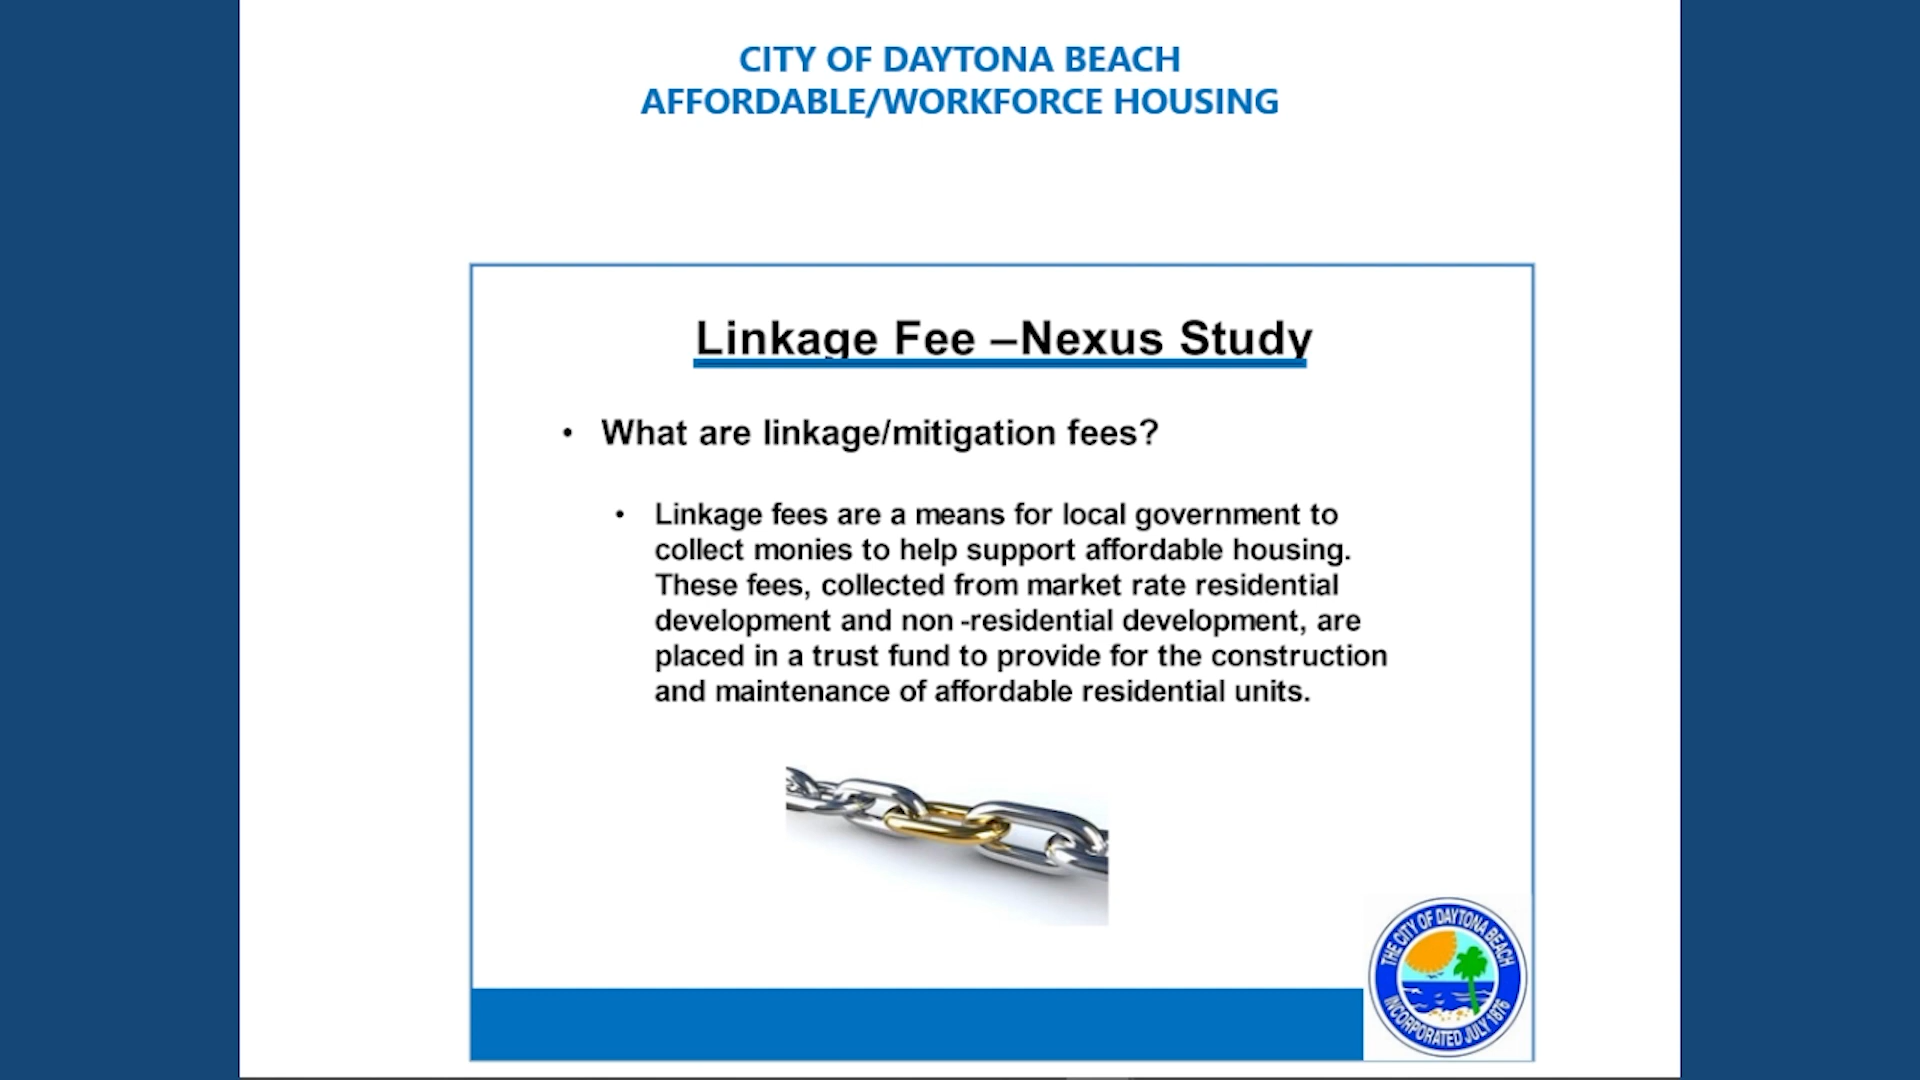 CITY OF DAYTONA BEACH
AFFORDABLE/WORKFORCE HOUSING
Linkage Fee –Nexus Study
• What are linkage/mitigation fees?
• Linkage fees are a means for local government to
collect monies to help support affordable housing.
These fees, collected from market rate residential
development and non -residential development, are
placed in a trust fund to provide for the construction
and maintenance of affordable residential units.
THE CITY OF DAYTONA BEACH
INCORPORATED JULY 1876